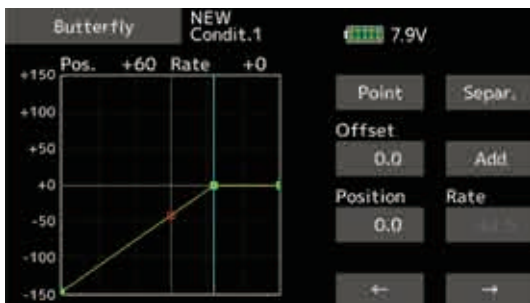 Butterfly
NEW
Condit.1
7.9V
Pos. +60 Rate +0
+150
+100
+50
+0
-50
-100
-150
Point Separ.
Offset
0.0 Add
Position Rate
0.0
← →